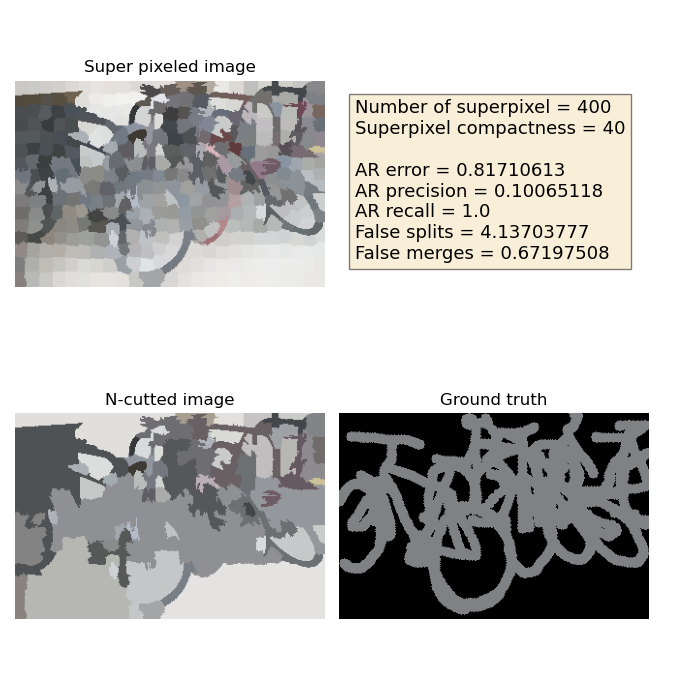 Super pixeled image
Number of superpixel = 400
Superpixel compactness = 40
AR error = 0.81710613
AR precision = 0.10065118
AR recall = 1.0
False splits = 4.13703777
False merges = 0.67197508
N-cutted image
Ground truth